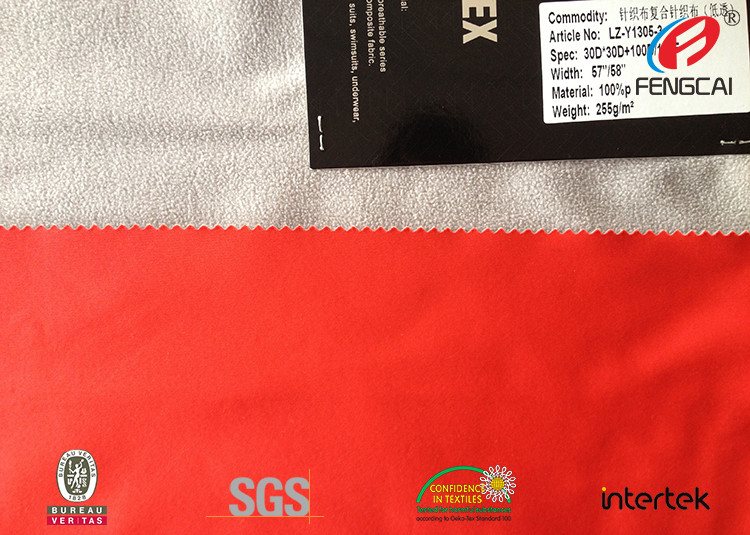 Commodity: 针织布复合针织布（低透）
Article No: LZ-Y1305-3
Spec: 30D*30D+100D
Width: 57"/58"
Material: 100%p
Weight: 255g/m²
®
FENGCAI
EX
breathable series
composite fabric.
suits, swimsuits, underwear,
BUREAU VERITAS
1828
BUREAU
VERITAS
SGS
CONFIDENCE
IN TEXTILES
according to Oeko-Tex Standard 100
intertek